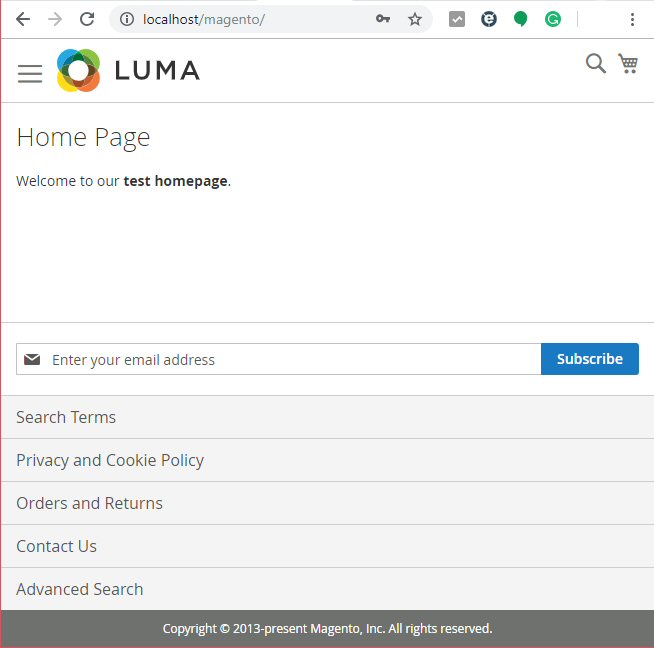 localhost/magento/
LUMA
Home Page
Welcome to our test homepage.
Enter your email address
Subscribe
Search Terms
Privacy and Cookie Policy
Orders and Returns
Contact Us
Advanced Search
Copyright © 2013-present Magento, Inc. All rights reserved.